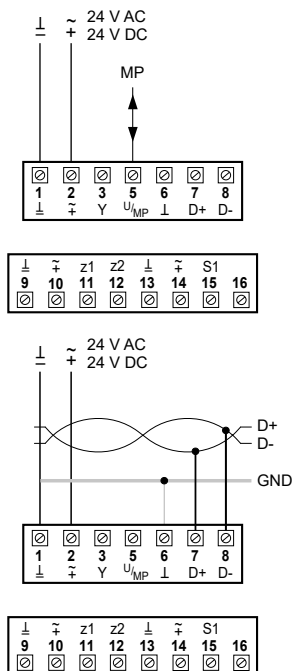 ⊥ ~ 24 V AC
+ 24 V DC
MP
1 2 3 5 6 7 8
⊥ ~+ Y U/MP ⊥ D+ D-
⊥ ~+ z1 z2 ⊥ ~+ S1
9 10 11 12 13 14 15 16
⊥ ~ 24 V AC
+ 24 V DC
D+
D-
GND
1 2 3 5 6 7 8
⊥ ~+ Y U/MP ⊥ D+ D-
⊥ ~+ z1 z2 ⊥ ~+ S1
9 10 11 12 13 14 15 16